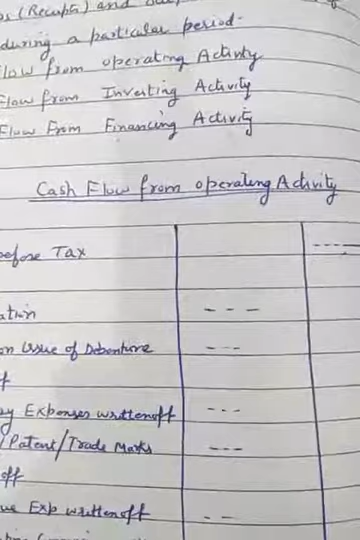 (Receipts) and
during a particular period.
Flow from operating Activity
Flow from Investing Activity
Flow From Financing Activity
Cash Flow from operating Activity
before Tax
ation
on issue of Debenture
ry Expenses written off
/Patent/Trade Marks
off
ue Exp written off